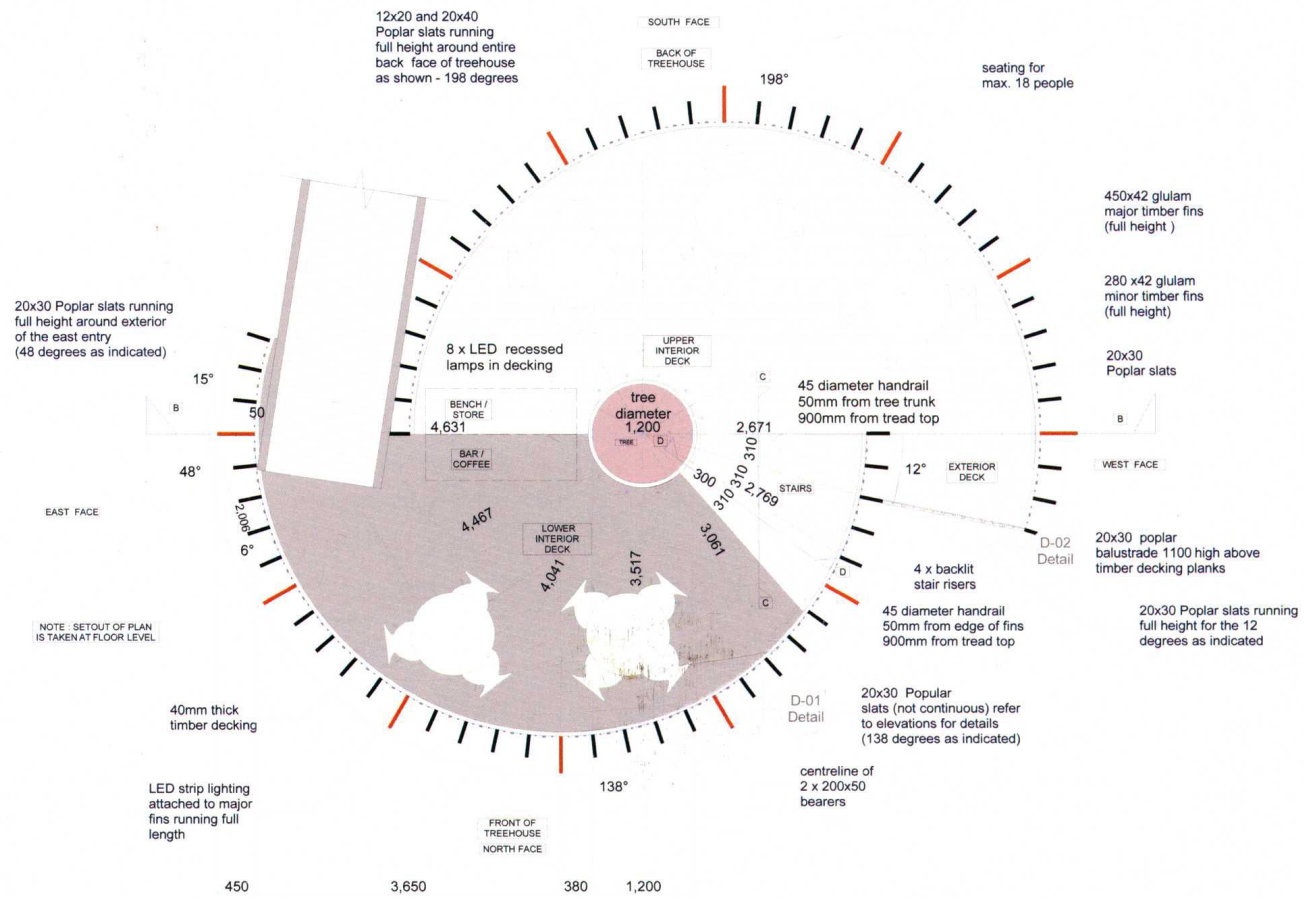 12x20 and 20x40
Poplar slats running
full height around entire
back face of treehouse
as shown - 198 degrees
SOUTH FACE
BACK OF
TREEHOUSE
198°
seating for
max. 18 people
450x42 glulam
major timber fins
(full height )
280 x42 glulam
minor timber fins
(full height)
20x30
Poplar slats
20x30 Poplar slats running
full height around exterior
of the east entry
(48 degrees as indicated)
15°
B
50
48°
8 x LED recessed
lamps in decking
BENCH /
STORE
4,631
BAR /
COFFEE
UPPER
INTERIOR
DECK
tree
diameter
1,200
TREE
D
C
45 diameter handrail
50mm from tree trunk
900mm from tread top
2,671
310
310
310
300
2,769
STAIRS
3,061
12°
EXTERIOR
DECK
B
WEST FACE
EAST FACE
2,006
6°
4,467
LOWER
INTERIOR
DECK
4,041
3,517
C
D
D-02
Detail
20x30 poplar
balustrade 1100 high above
timber decking planks
4 x backlit
stair risers
45 diameter handrail
50mm from edge of fins
900mm from tread top
20x30 Poplar slats running
full height for the 12
degrees as indicated
NOTE : SETOUT OF PLAN
IS TAKEN AT FLOOR LEVEL
40mm thick
timber decking
D-01
Detail
20x30 Popular
slats (not continuous) refer
to elevations for details
(138 degrees as indicated)
LED strip lighting
attached to major
fins running full
length
138°
centreline of
2 x 200x50
bearers
FRONT OF
TREEHOUSE
NORTH FACE
450
3,650
380
1,200